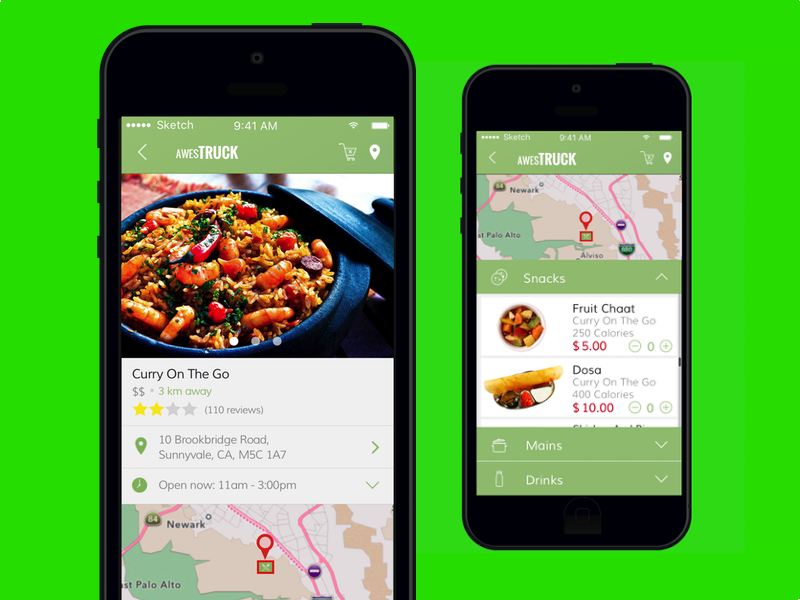 Sketch
9:41 AM
AWESTRUCK
Curry On The Go
$$ • 3 km away
(110 reviews)
10 Brookbridge Road,
Sunnyvale, CA, M5C 1A7
Open now: 11am - 3:00pm
84 Newark
st Palo Alto
Sketch
9:41 AM
AWESTRUCK
84
Newark
st Palo Alto
Alviso
880
Snacks
Fruit Chaat
Curry On The Go
250 Calories
$ 5.00
0
Dosa
Curry On The Go
400 Calories
$ 10.00
0
Mains
Drinks